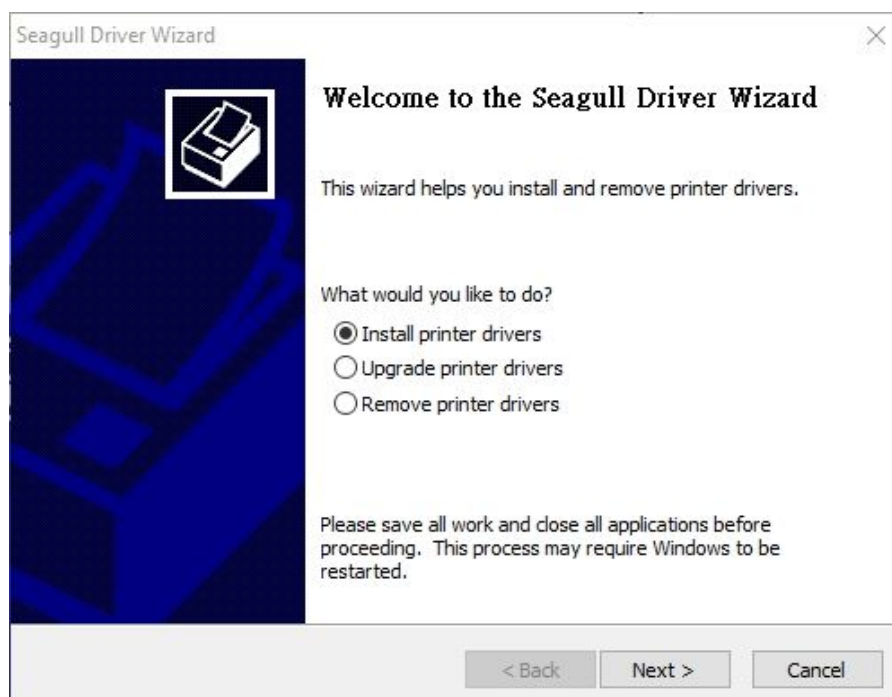 Seagull Driver Wizard
Welcome to the Seagull Driver Wizard
This wizard helps you install and remove printer drivers.
What would you like to do?
Install printer drivers
Upgrade printer drivers
Remove printer drivers
Please save all work and close all applications before
proceeding. This process may require Windows to be
restarted.
< Back Next > Cancel